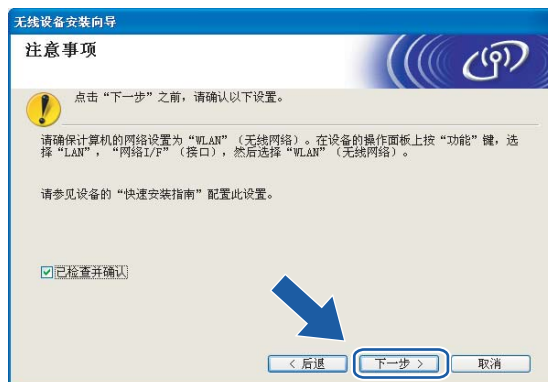 无线设备安装向导
注意事项
点击“下一步”之前，请确认以下设置。
请确保计算机的网络设置为“WLAN”（无线网络）。在设备的操作面板上按“功能”键，选
择“LAN”，“网络I/F”（接口），然后选择“WLAN”（无线网络）。
请参见设备的“快速安装指南”配置此设置。
已检查并确认
< 后退
下一步 >
取消